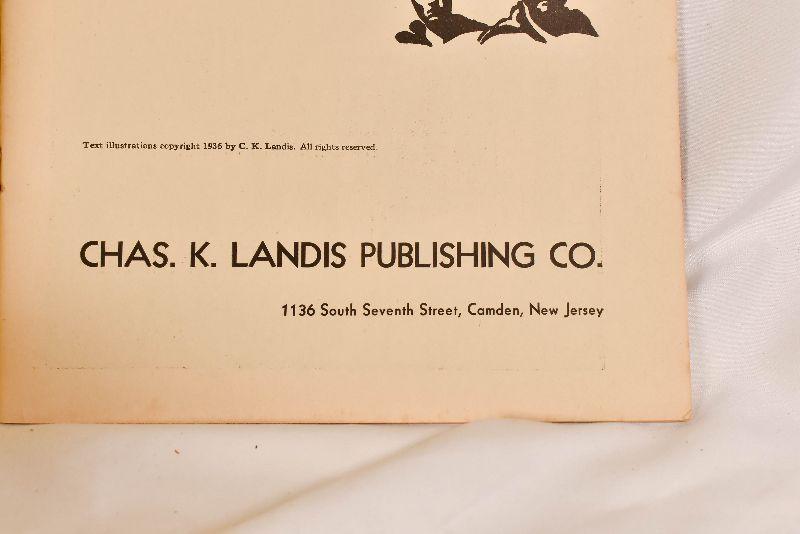 Text illustrations copyright 1936 by C. K. Landis. All rights reserved.
CHAS. K. LANDIS PUBLISHING CO.
1136 South Seventh Street, Camden, New Jersey